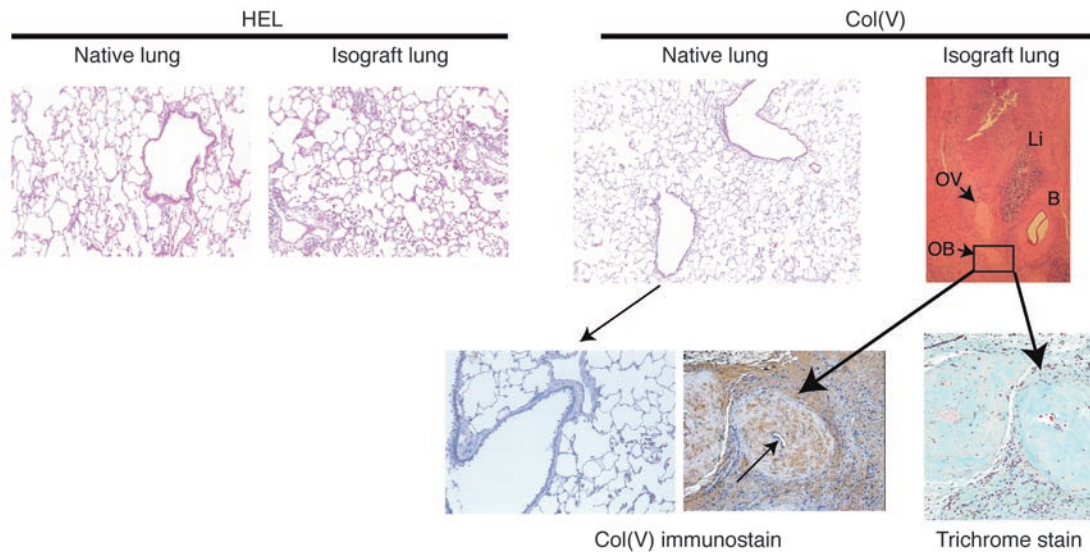 HEL
Col(V)
Native lung
Isograft lung
Native lung
Isograft lung
Li
OV
B
OB
Col(V) immunostain
Trichrome stain